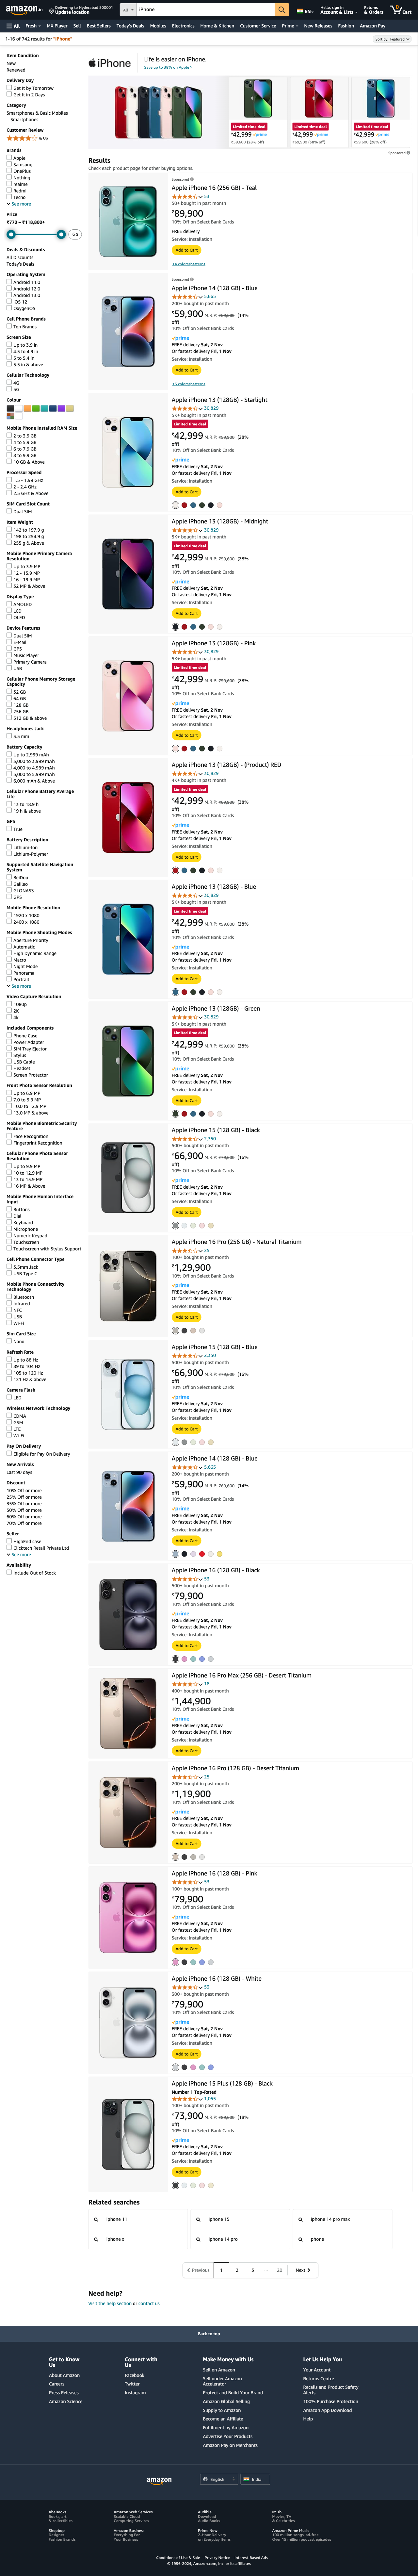 amazon.in
Delivering to Hyderabad 500001
Update location
All
iPhone
EN
Hello, sign in
Account & Lists
Returns
& Orders
0
Cart
All
Fresh
MX Player
Sell
Best Sellers
Today's Deals
Mobiles
Electronics
Home & Kitchen
Customer Service
Prime
New Releases
Fashion
Amazon Pay
1-16 of 742 results for "iPhone"
Sort by: Featured
Item Condition
New
Renewed
Delivery Day
Get It by Tomorrow
Get It in 2 Days
Category
Smartphones & Basic Mobiles
Smartphones
Customer Review
& Up
Brands
Apple
Samsung
OnePlus
Nothing
realme
Redmi
Tecno
See more
Price
₹770 – ₹118,800+
Go
Deals & Discounts
All Discounts
Today's Deals
Operating System
Android 11.0
Android 12.0
Android 13.0
iOS 12
OxygenOS
Cell Phone Brands
Top Brands
Screen Size
Up to 3.9 in
4.5 to 4.9 in
5 to 5.4 in
5.5 in & above
Cellular Technology
4G
5G
Colour
Mobile Phone Installed RAM Size
2 to 3.9 GB
4 to 5.9 GB
6 to 7.9 GB
8 to 9.9 GB
10 GB & Above
Processor Speed
1.5 - 1.99 GHz
2 - 2.4 GHz
2.5 GHz & Above
SIM Card Slot Count
Dual SIM
Item Weight
142 to 197.9 g
198 to 254.9 g
255 g & Above
Mobile Phone Primary Camera
Resolution
Up to 3.9 MP
12 - 15.9 MP
16 - 19.9 MP
32 MP & Above
Display Type
AMOLED
LCD
OLED
Device Features
Dual SIM
E-Mail
GPS
Music Player
Primary Camera
USB
Cellular Phone Memory Storage
Capacity
32 GB
64 GB
128 GB
256 GB
512 GB & above
Headphones Jack
3.5 mm
Battery Capacity
Up to 2,999 mAh
3,000 to 3,999 mAh
4,000 to 4,999 mAh
5,000 to 5,999 mAh
6,000 mAh & Above
Cellular Phone Battery Average
Life
13 to 18.9 h
19 h & above
GPS
True
Battery Description
Lithium-Ion
Lithium-Polymer
Supported Satellite Navigation
System
BeiDou
Galileo
GLONASS
GPS
Mobile Phone Resolution
1920 x 1080
2400 x 1080
Mobile Phone Shooting Modes
Aperture Priority
Automatic
High Dynamic Range
Macro
Night Mode
Panorama
Portrait
See more
Video Capture Resolution
1080p
2K
4k
Included Components
Phone Case
Power Adapter
SIM Tray Ejector
Stylus
USB Cable
Headset
Screen Protector
Front Photo Sensor Resolution
Up to 6.9 MP
7.0 to 9.9 MP
10.0 to 12.9 MP
13.0 MP & above
Mobile Phone Biometric Security
Feature
Face Recognition
Fingerprint Recognition
Cellular Phone Photo Sensor
Resolution
Up to 9.9 MP
10 to 12.9 MP
13 to 15.9 MP
16 MP & Above
Mobile Phone Human Interface
Input
Buttons
Dial
Keyboard
Microphone
Numeric Keypad
Touchscreen
Touchscreen with Stylus Support
Cell Phone Connector Type
3.5mm Jack
USB Type C
Mobile Phone Connectivity
Technology
Bluetooth
Infrared
NFC
USB
Wi-Fi
Sim Card Size
Nano
Refresh Rate
Up to 88 Hz
89 to 104 Hz
105 to 120 Hz
121 Hz & above
Camera Flash
LED
Wireless Network Technology
CDMA
GSM
LTE
Wi-Fi
Pay On Delivery
Eligible for Pay On Delivery
New Arrivals
Last 90 days
Discount
10% Off or more
25% Off or more
35% Off or more
50% Off or more
60% Off or more
70% Off or more
Seller
HighEnd case
Clicktech Retail Private Ltd
See more
Availability
Include Out of Stock
iPhone
Life is easier on iPhone.
Save up to 38% on Apple
Limited time deal
₹42,999 prime
₹59,900 (28% off)
Limited time deal
₹42,999 prime
₹69,900 (38% off)
Limited time deal
₹42,999 prime
₹59,600 (28% off)
Sponsored
Results
Check each product page for other buying options.
Sponsored
Apple iPhone 16 (256 GB) - Teal
53
50+ bought in past month
₹89,900
10% Off on Select Bank Cards
FREE delivery
Service: Installation
Add to Cart
+4 colors/patterns
Sponsored
Apple iPhone 14 (128 GB) - Blue
5,665
200+ bought in past month
₹59,900 M.R.P: ₹69,600 (14%
off)
prime
FREE delivery Sat, 2 Nov
Or fastest delivery Fri, 1 Nov
Service: Installation
Add to Cart
+5 colors/patterns
Apple iPhone 13 (128GB) - Starlight
30,829
5K+ bought in past month
Limited time deal
₹42,999 M.R.P: ₹59,900 (28%
off)
10% Off on Select Bank Cards
prime
FREE delivery Sat, 2 Nov
Or fastest delivery Fri, 1 Nov
Service: Installation
Add to Cart
Apple iPhone 13 (128GB) - Midnight
30,829
5K+ bought in past month
Limited time deal
₹42,999 M.R.P: ₹59,600 (28%
off)
10% Off on Select Bank Cards
prime
FREE delivery Sat, 2 Nov
Or fastest delivery Fri, 1 Nov
Service: Installation
Add to Cart
Apple iPhone 13 (128GB) - Pink
30,829
5K+ bought in past month
Limited time deal
₹42,999 M.R.P: ₹59,600 (28%
off)
10% Off on Select Bank Cards
prime
FREE delivery Sat, 2 Nov
Or fastest delivery Fri, 1 Nov
Service: Installation
Add to Cart
Apple iPhone 13 (128GB) - (Product) RED
30,829
4K+ bought in past month
Limited time deal
₹42,999 M.R.P: ₹69,900 (38%
off)
10% Off on Select Bank Cards
prime
FREE delivery Sat, 2 Nov
Or fastest delivery Fri, 1 Nov
Service: Installation
Add to Cart
Apple iPhone 13 (128GB) - Blue
30,829
5K+ bought in past month
Limited time deal
₹42,999 M.R.P: ₹59,600 (28%
off)
10% Off on Select Bank Cards
prime
FREE delivery Sat, 2 Nov
Or fastest delivery Fri, 1 Nov
Service: Installation
Add to Cart
Apple iPhone 13 (128GB) - Green
30,829
5K+ bought in past month
Limited time deal
₹42,999 M.R.P: ₹59,600 (28%
off)
10% Off on Select Bank Cards
prime
FREE delivery Sat, 2 Nov
Or fastest delivery Fri, 1 Nov
Service: Installation
Add to Cart
Apple iPhone 15 (128 GB) - Black
2,350
500+ bought in past month
₹66,900 M.R.P: ₹79,600 (16%
off)
10% Off on Select Bank Cards
prime
FREE delivery Sat, 2 Nov
Or fastest delivery Fri, 1 Nov
Service: Installation
Add to Cart
Apple iPhone 16 Pro (256 GB) - Natural Titanium
25
100+ bought in past month
₹1,29,900
10% Off on Select Bank Cards
prime
FREE delivery Sat, 2 Nov
Or fastest delivery Fri, 1 Nov
Service: Installation
Add to Cart
Apple iPhone 15 (128 GB) - Blue
2,350
500+ bought in past month
₹66,900 M.R.P: ₹79,900 (16%
off)
10% Off on Select Bank Cards
prime
FREE delivery Sat, 2 Nov
Or fastest delivery Fri, 1 Nov
Service: Installation
Add to Cart
Apple iPhone 14 (128 GB) - Blue
5,665
200+ bought in past month
₹59,900 M.R.P: ₹69,600 (14%
off)
10% Off on Select Bank Cards
prime
FREE delivery Sat, 2 Nov
Or fastest delivery Fri, 1 Nov
Service: Installation
Add to Cart
Apple iPhone 16 (128 GB) - Black
53
500+ bought in past month
₹79,900
10% Off on Select Bank Cards
prime
FREE delivery Sat, 2 Nov
Or fastest delivery Fri, 1 Nov
Service: Installation
Add to Cart
Apple iPhone 16 Pro Max (256 GB) - Desert Titanium
18
400+ bought in past month
₹1,44,900
10% Off on Select Bank Cards
prime
FREE delivery Sat, 2 Nov
Or fastest delivery Fri, 1 Nov
Service: Installation
Add to Cart
Apple iPhone 16 Pro (128 GB) - Desert Titanium
25
200+ bought in past month
₹1,19,900
10% Off on Select Bank Cards
prime
FREE delivery Sat, 2 Nov
Or fastest delivery Fri, 1 Nov
Service: Installation
Add to Cart
Apple iPhone 16 (128 GB) - Pink
53
100+ bought in past month
₹79,900
10% Off on Select Bank Cards
prime
FREE delivery Sat, 2 Nov
Or fastest delivery Fri, 1 Nov
Service: Installation
Add to Cart
Apple iPhone 16 (128 GB) - White
53
300+ bought in past month
₹79,900
10% Off on Select Bank Cards
prime
FREE delivery Sat, 2 Nov
Or fastest delivery Fri, 1 Nov
Service: Installation
Add to Cart
Apple iPhone 15 Plus (128 GB) - Black
Number 1 Top-Rated
1,055
100+ bought in past month
₹73,900 M.R.P: ₹89,600 (18%
off)
prime
FREE delivery Sat, 2 Nov
Or fastest delivery Fri, 1 Nov
Service: Installation
Add to Cart
Related searches
iphone 11
iphone 15
iphone 14 pro max
iphone x
iphone 14 pro
phone
Previous
1
2
3
...
20
Next
Need help?
Visit the help section or contact us
Back to top
Get to Know
Us
About Amazon
Careers
Press Releases
Amazon Science
Connect with
Us
Facebook
Twitter
Instagram
Make Money with Us
Sell on Amazon
Sell under Amazon
Accelerator
Protect and Build Your Brand
Amazon Global Selling
Supply to Amazon
Become an Affiliate
Fulfilment by Amazon
Advertise Your Products
Amazon Pay on Merchants
Let Us Help You
Your Account
Returns Centre
Recalls and Product Safety
Alerts
100% Purchase Protection
Amazon App Download
Help
amazon
English
India
AbeBooks
Books, art
& collectibles
Amazon Web Services
Scalable Cloud
Computing Services
Audible
Download
Audio Books
IMDb
Movies, TV
& Celebrities
Shopbop
Designer
Fashion Brands
Amazon Business
Everything For
Your Business
Prime Now
2-Hour Delivery
on Everyday Items
Amazon Prime Music
100 million songs, ad-free
Over 15 million podcast episodes
Conditions of Use & Sale
Privacy Notice
Interest-Based Ads
© 1996-2024, Amazon.com, Inc. or its affiliates